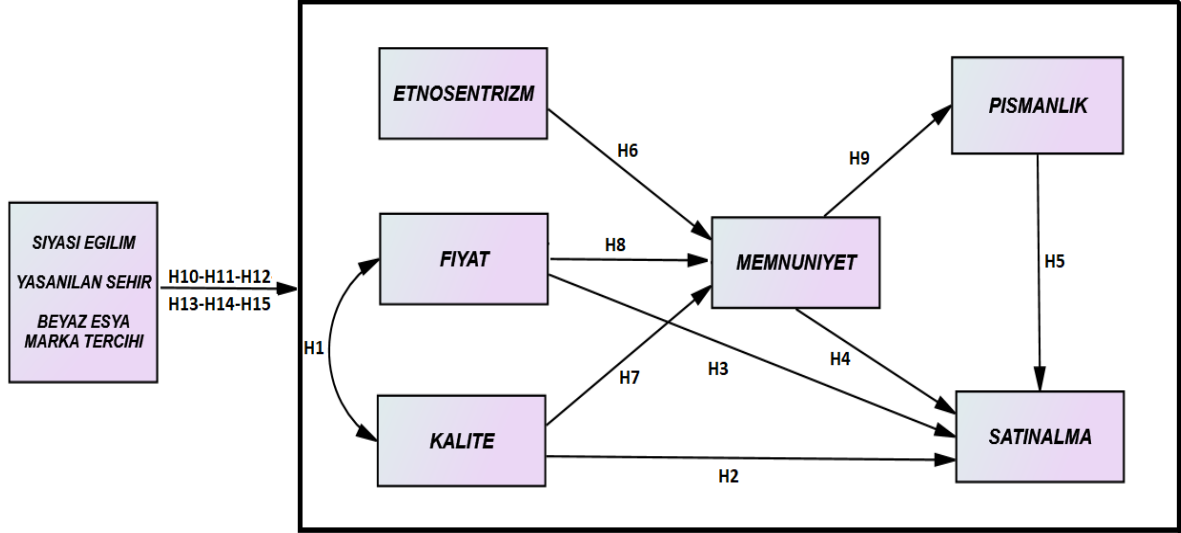 SIYASI EGILIM
YASANILAN SEHIR
BEYAZ ESYA
MARKA TERCIHI
H10-H11-H12
H13-H14-H15
ETNOSENTRIZM
PISMANLIK
H6
H9
FIYAT
H8
MEMNUNIYET
H5
H1
H7
H3
H4
KALITE
H2
SATINALMA